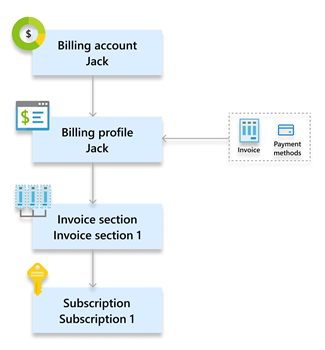 $
Billing account
Jack
$
Billing profile
Jack
Invoice
Payment
methods
Invoice section
Invoice section 1
Subscription
Subscription 1